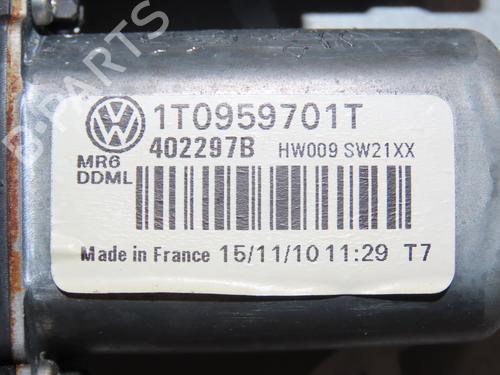 1T0959701T
402297B HW009 SW21XX
MR6
DDML
Made in France 15/11/10 11:29 T7
B-PARTS